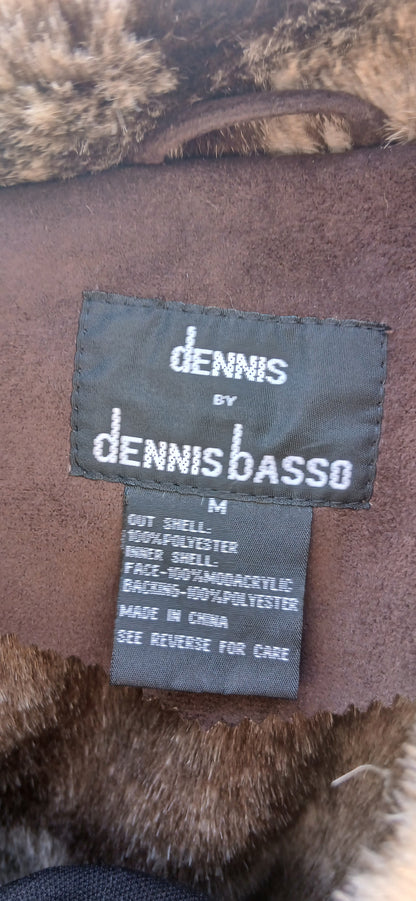 dENNIS
BY
dENNIS bASSO
M
OUT SHELL:
100%POLYESTER
INNER SHELL:
FACE-100%MODACRYLIC
BACKING-100%POLYESTER
MADE IN CHINA
SEE REVERSE FOR CARE